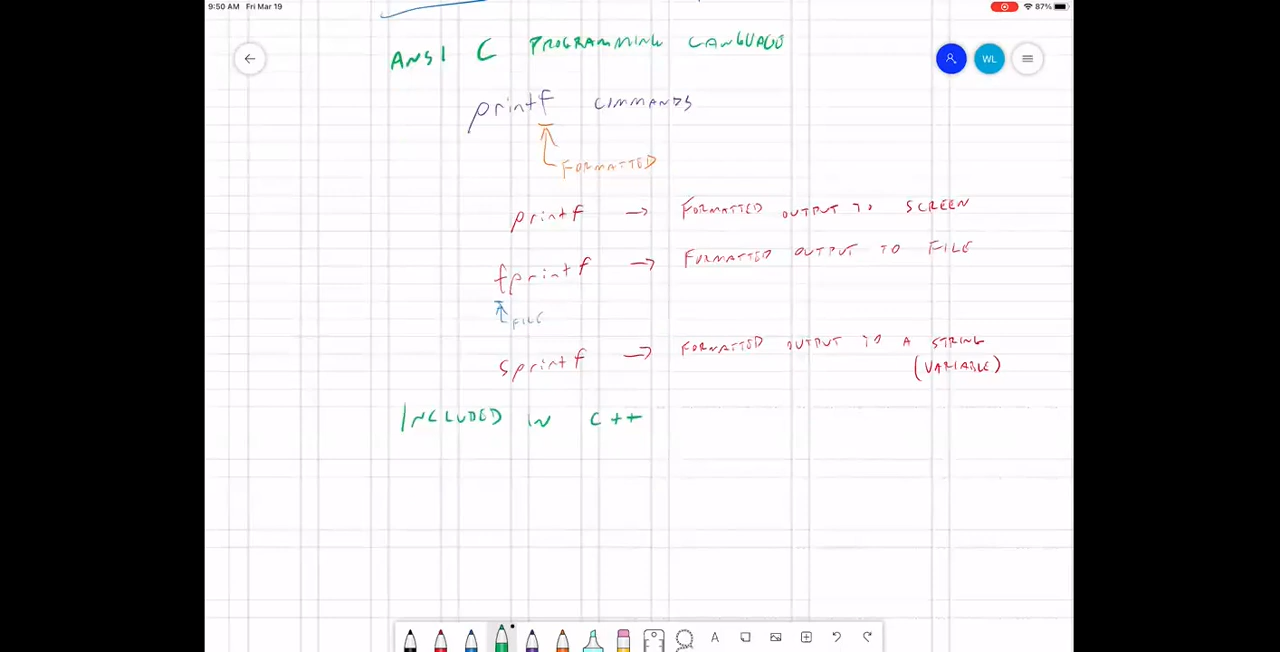 9:50 AM Fri Mar 19
87%
WL
ANSI C PROGRAMMING LANGUAGE
printf COMMANDS
FORMATTED
printf → FORMATTED OUTPUT TO SCREEN
fprintf → FORMATTED OUTPUT TO FILE
FILE
sprintf → FORMATTED OUTPUT TO A STRING
(VARIABLE)
INCLUDED IN C++
A